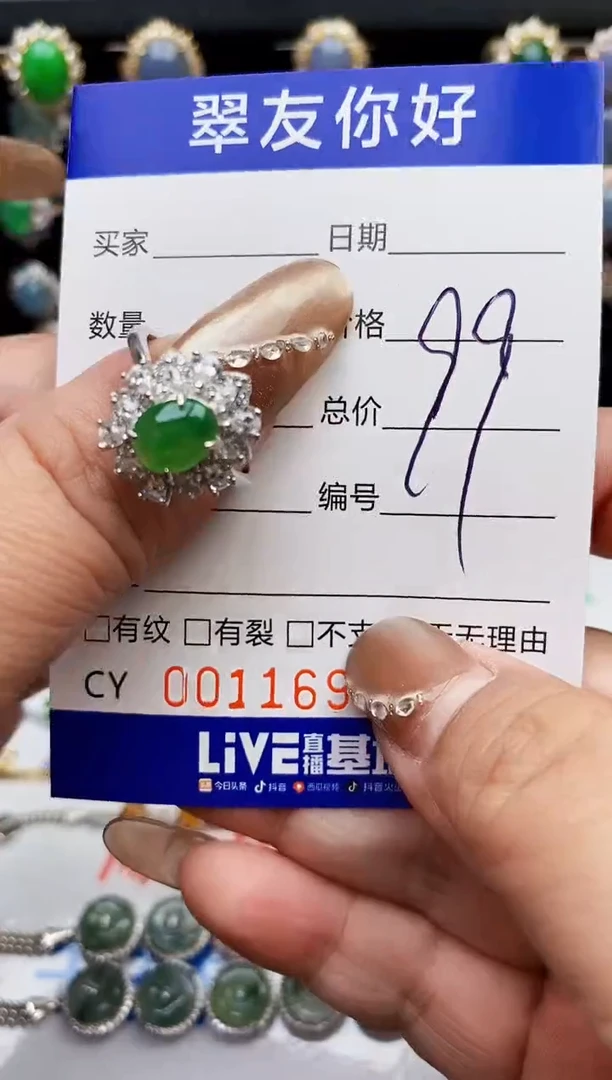 翠友你好
买家 日期
数量 价格 99
总价
编号
□有纹 □有裂 □不支 无理由
CY 001169
LiVE直播基
今日头条 抖音 西瓜视频 抖音火